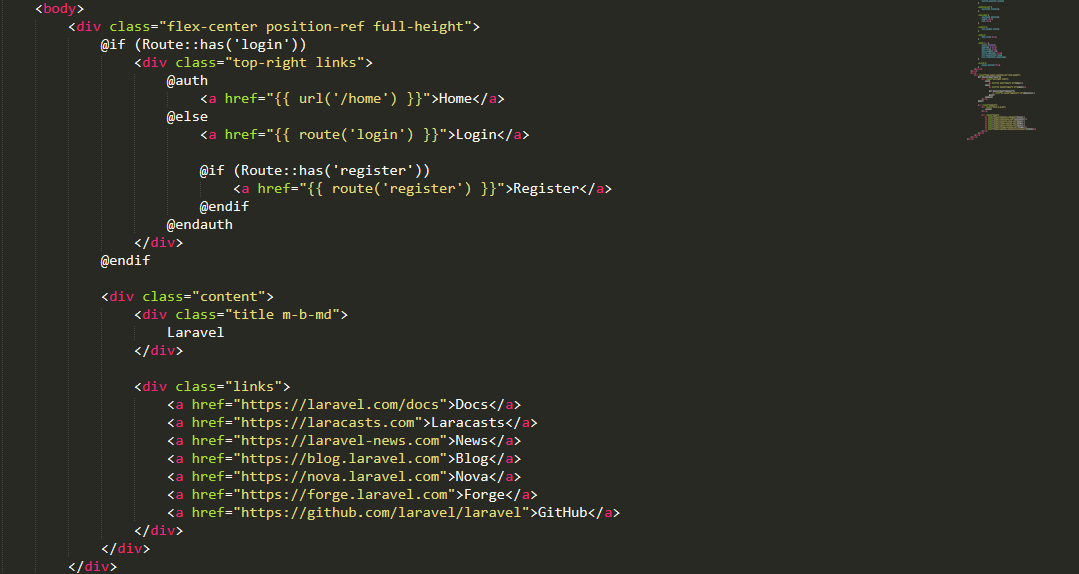 <body>
<div class="flex-center position-ref full-height">
@if (Route::has('login'))
<div class="top-right links">
@auth
<a href="{{ url('/home') }}">Home</a>
@else
<a href="{{ route('login') }}">Login</a>
@if (Route::has('register'))
<a href="{{ route('register') }}">Register</a>
@endif
@endauth
</div>
@endif
<div class="content">
<div class="title m-b-md">
Laravel
</div>
<div class="links">
<a href="https://laravel.com/docs">Docs</a>
<a href="https://laracasts.com">Laracasts</a>
<a href="https://laravel-news.com">News</a>
<a href="https://blog.laravel.com">Blog</a>
<a href="https://nova.laravel.com">Nova</a>
<a href="https://forge.laravel.com">Forge</a>
<a href="https://github.com/laravel/laravel">GitHub</a>
</div>
</div>
</div>